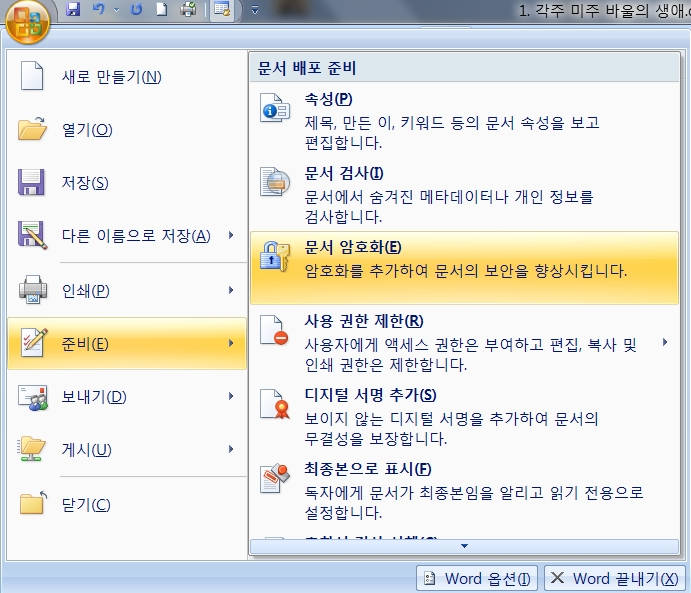 1. 각주 미주 바울의 생애.
새로 만들기(N)
열기(O)
저장(S)
다른 이름으로 저장(A)
인쇄(P)
준비(E)
보내기(D)
게시(U)
닫기(C)
문서 배포 준비
속성(P)
제목, 만든 이, 키워드 등의 문서 속성을 보고
편집합니다.
문서 검사(I)
문서에서 숨겨진 메타데이터나 개인 정보를
검사합니다.
문서 암호화(E)
암호화를 추가하여 문서의 보안을 향상시킵니다.
사용 권한 제한(R)
사용자에게 액세스 권한은 부여하고 편집, 복사 및
인쇄 권한은 제한합니다.
디지털 서명 추가(S)
보이지 않는 디지털 서명을 추가하여 문서의
무결성을 보장합니다.
최종본으로 표시(F)
독자에게 문서가 최종본임을 알리고 읽기 전용으로
설정합니다.
Word 옵션(I)
Word 끝내기(X)